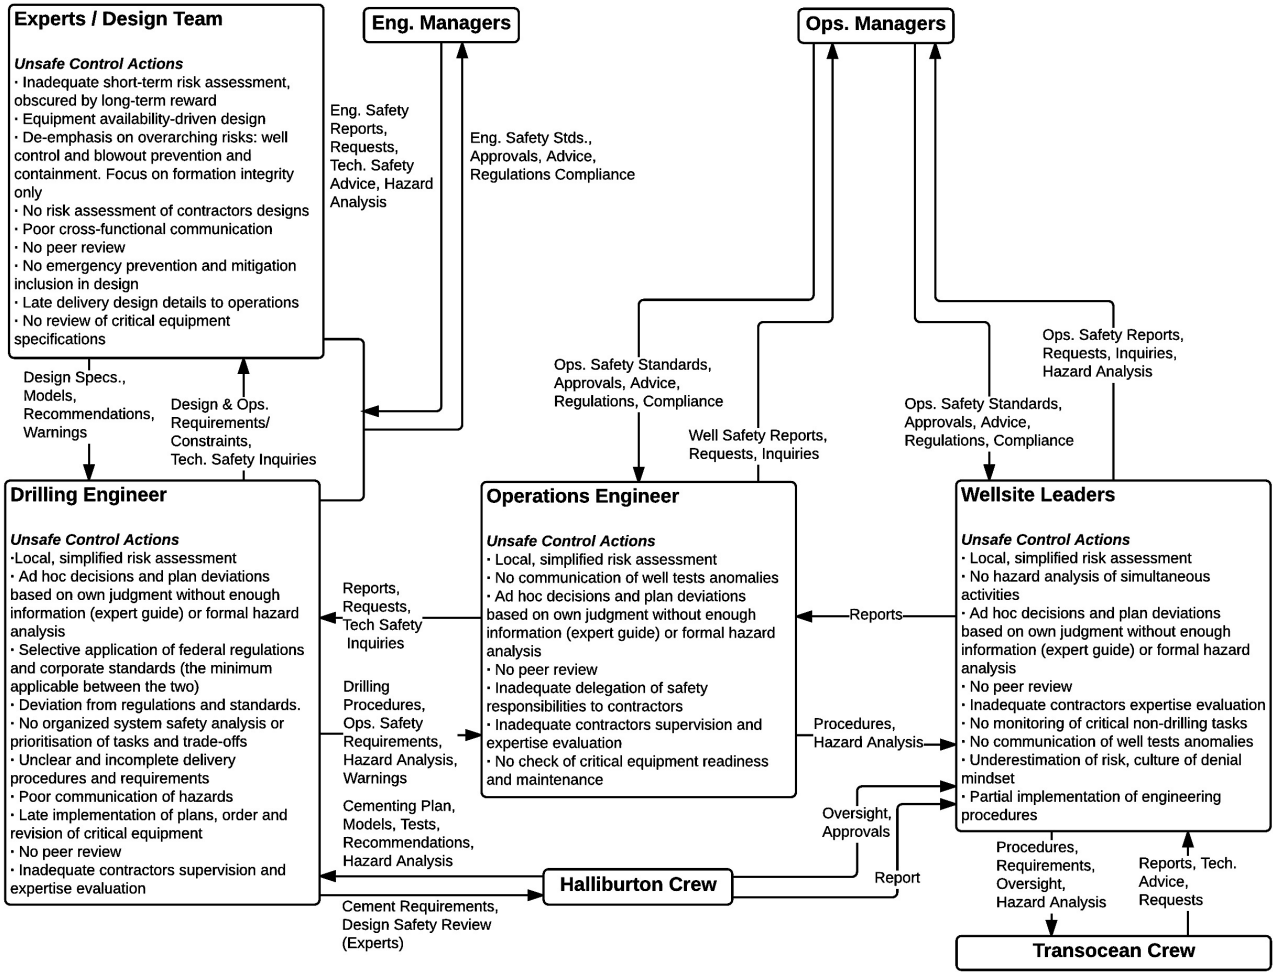 Experts / Design Team
Unsafe Control Actions
· Inadequate short-term risk assessment,
obscured by long-term reward
· Equipment availability-driven design
· De-emphasis on overarching risks: well
control and blowout prevention and
containment. Focus on formation integrity
only
· No risk assessment of contractors designs
· Poor cross-functional communication
· No peer review
· No emergency prevention and mitigation
inclusion in design
· Late delivery design details to operations
· No review of critical equipment
specifications
Eng. Managers
Ops. Managers
Eng. Safety
Reports,
Requests,
Tech. Safety
Advice, Hazard
Analysis
Eng. Safety Stds.,
Approvals, Advice,
Regulations Compliance
Design Specs.,
Models,
Recommendations,
Warnings
Design & Ops.
Requirements/
Constraints,
Tech. Safety Inquiries
Ops. Safety Standards,
Approvals, Advice,
Regulations, Compliance
Well Safety Reports,
Requests, Inquiries
Ops. Safety Standards,
Approvals, Advice,
Regulations, Compliance
Ops. Safety Reports,
Requests, Inquiries,
Hazard Analysis
Drilling Engineer
Unsafe Control Actions
·Local, simplified risk assessment
· Ad hoc decisions and plan deviations
based on own judgment without enough
information (expert guide) or formal hazard
analysis
· Selective application of federal regulations
and corporate standards (the minimum
applicable between the two)
· Deviation from regulations and standards.
· No organized system safety analysis or
prioritisation of tasks and trade-offs
· Unclear and incomplete delivery
procedures and requirements
· Poor communication of hazards
· Late implementation of plans, order and
revision of critical equipment
· No peer review
· Inadequate contractors supervision and
expertise evaluation
Reports,
Requests,
Tech Safety
Inquiries
Drilling
Procedures,
Ops. Safety
Requirements,
Hazard Analysis,
Warnings
Cementing Plan,
Models, Tests,
Recommendations,
Hazard Analysis
Cement Requirements,
Design Safety Review
(Experts)
Operations Engineer
Unsafe Control Actions
· Local, simplified risk assessment
· No communication of well tests anomalies
· Ad hoc decisions and plan deviations
based on own judgment without enough
information (expert guide) or formal hazard
analysis
· No peer review
· Inadequate delegation of safety
responsibilities to contractors
· Inadequate contractors supervision and
expertise evaluation
· No check of critical equipment readiness
and maintenance
Reports
Procedures,
Hazard Analysis
Oversight,
Approvals
Report
Halliburton Crew
Wellsite Leaders
Unsafe Control Actions
· Local, simplified risk assessment
· No hazard analysis of simultaneous
activities
· Ad hoc decisions and plan deviations
based on own judgment without enough
information (expert guide) or formal hazard
analysis
· No peer review
· Inadequate contractors expertise evaluation
· No monitoring of critical non-drilling tasks
· No communication of well tests anomalies
· Underestimation of risk, culture of denial
mindset
· Partial implementation of engineering
procedures
Procedures,
Requirements,
Oversight,
Hazard Analysis
Reports, Tech.
Advice,
Requests
Transocean Crew